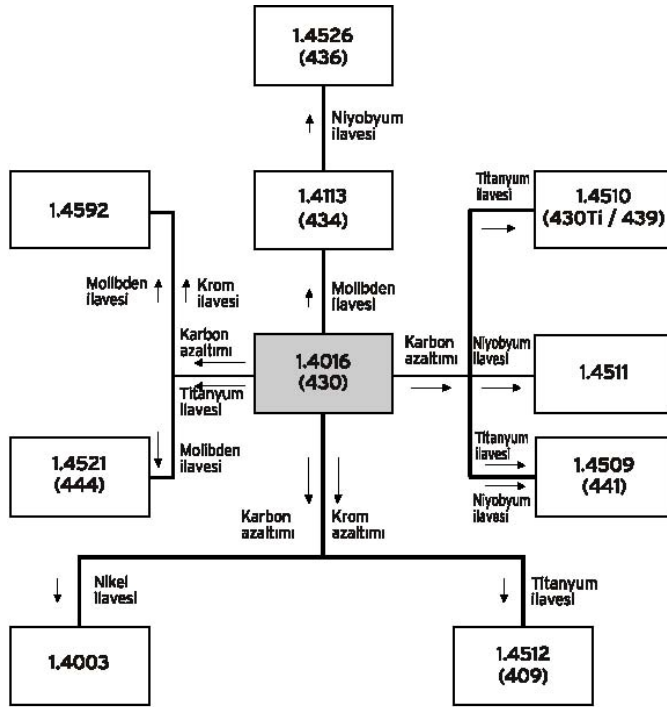 1.4526
(436)
Niyobyum
ilavesi
1.4592
1.4113
(434)
Titanyum
ilavesi
1.4510
(430Ti / 439)
Molibden
ilavesi
Krom
ilavesi
Molibden
ilavesi
Karbon
azaltımı
1.4016
(430)
Karbon
azaltımı
Niyobyum
ilavesi
1.4511
Titanyum
ilavesi
1.4521
(444)
Molibden
ilavesi
Titanyum
ilavesi
1.4509
(441)
Niyobyum
ilavesi
Karbon
azaltımı
Krom
azaltımı
Nikel
ilavesi
Titanyum
ilavesi
1.4003
1.4512
(409)